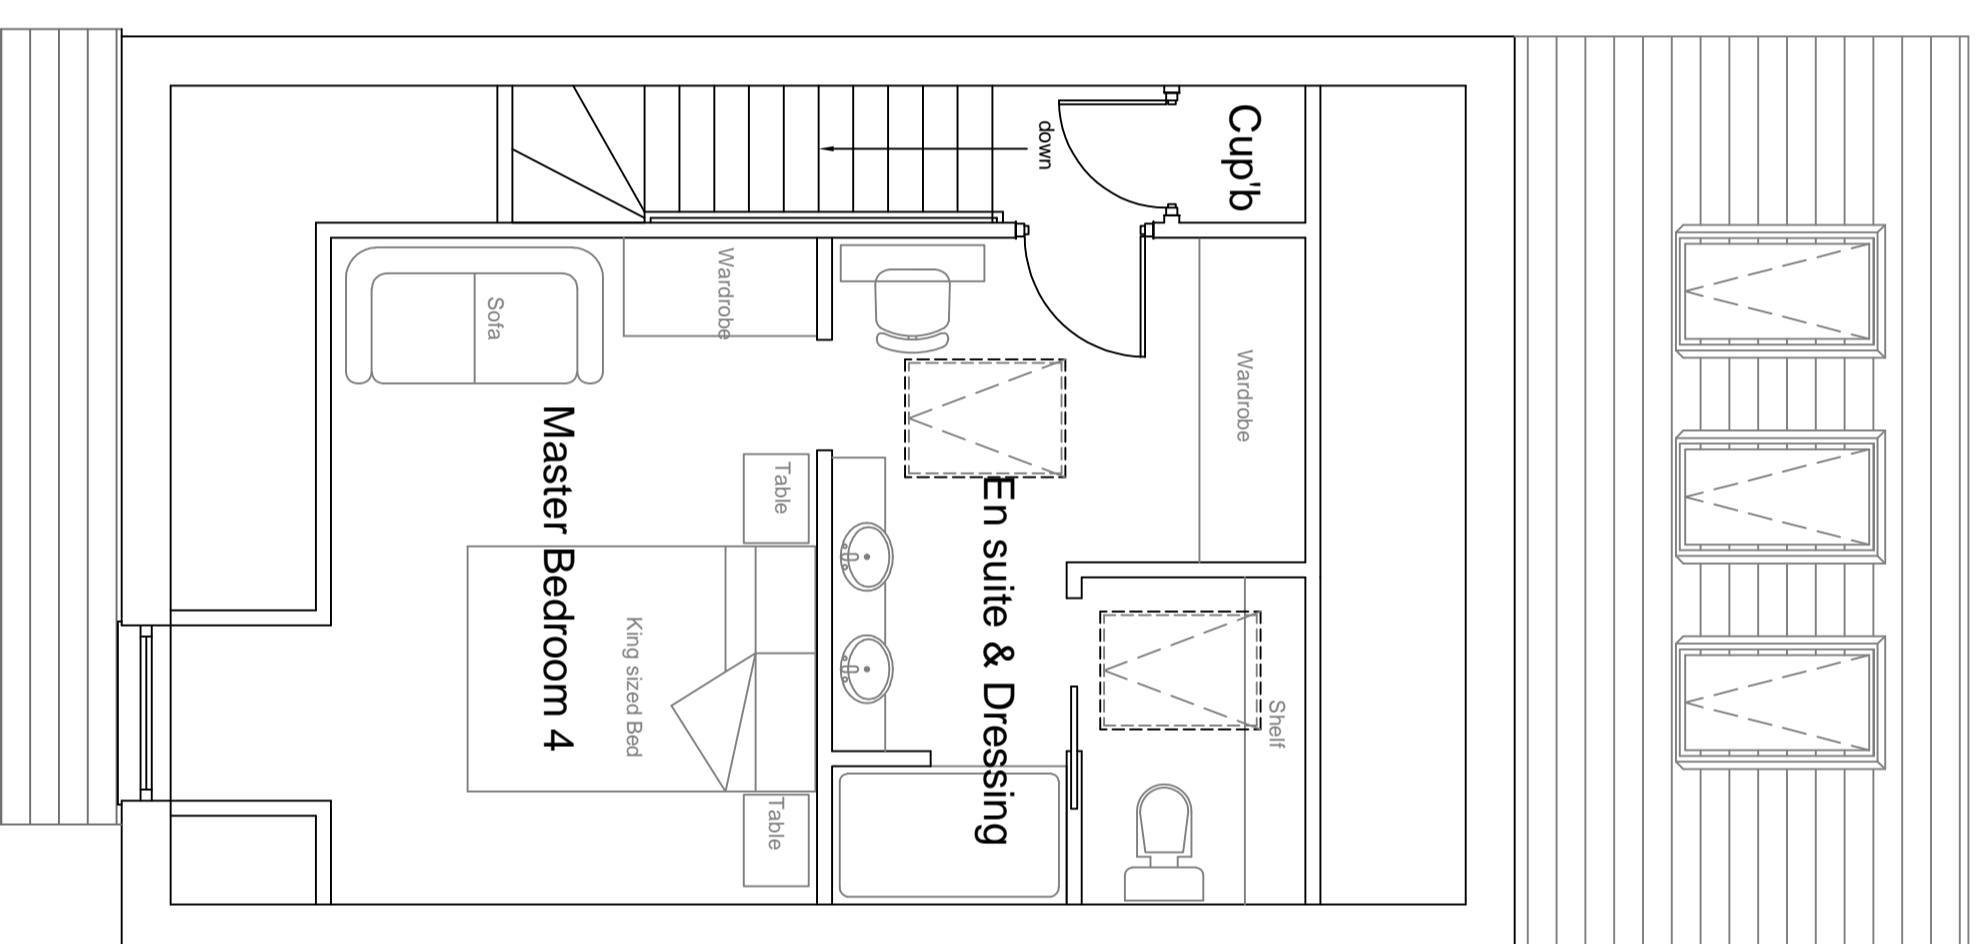 Cup'b
down
Wardrobe
Sofa
Wardrobe
Master Bedroom 4
Table
En suite & Dressing
King sized Bed
Shelf
Table